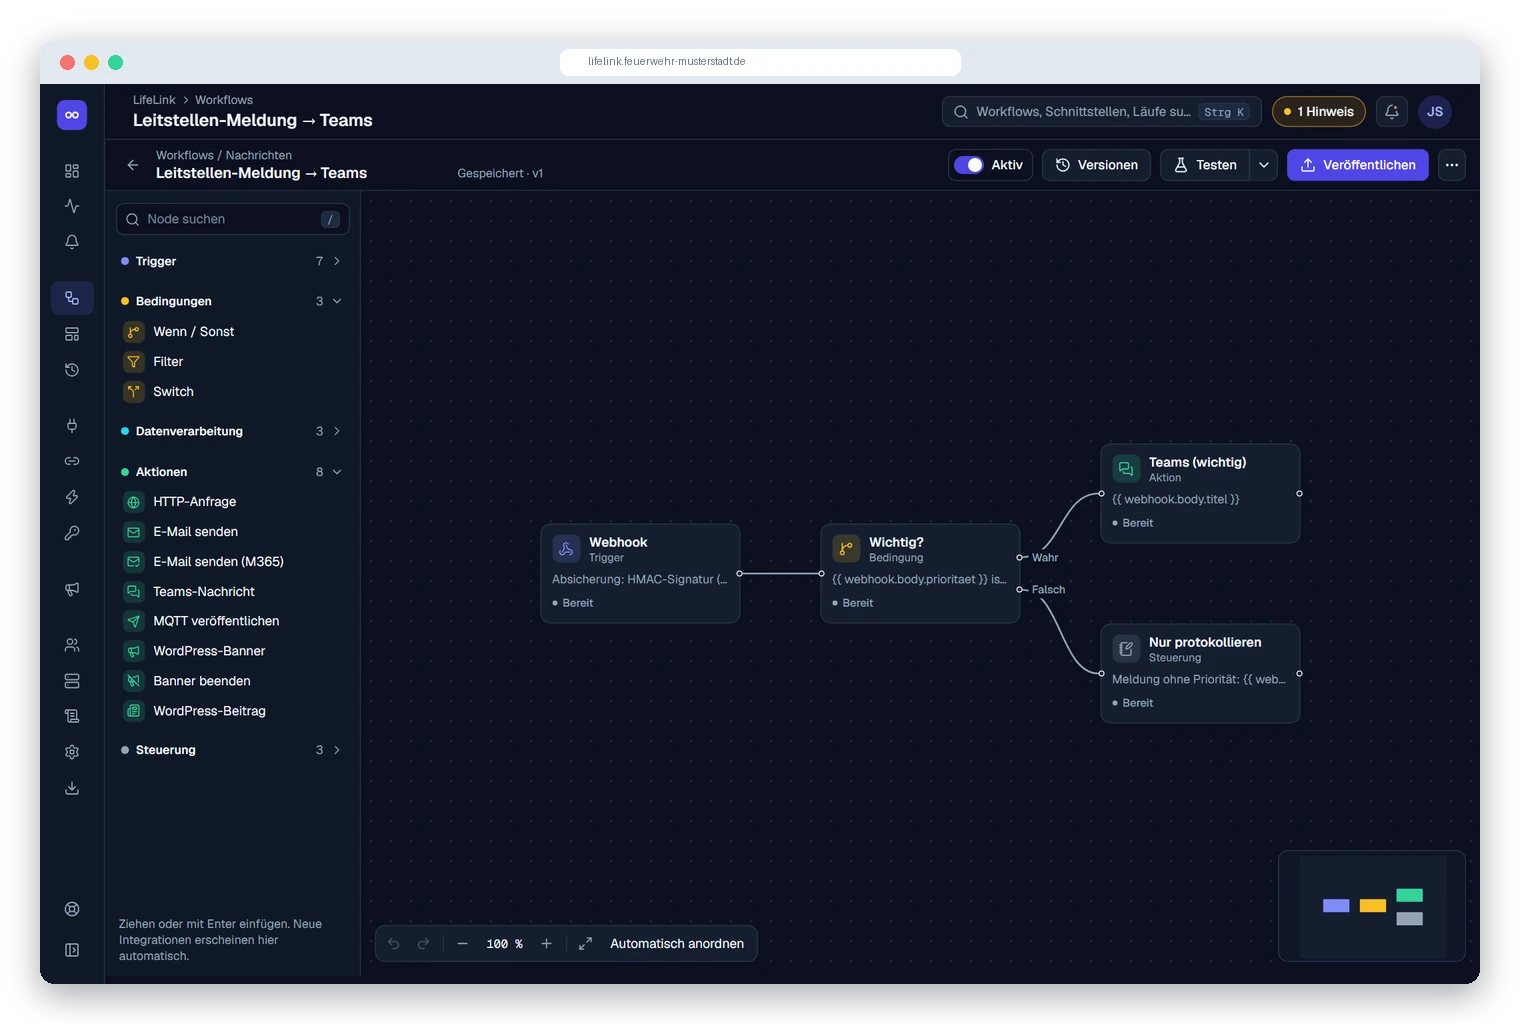 lifelink.feuerwehr-musterstadt.de
LifeLink > Workflows
Leitstellen-Meldung → Teams
Workflows, Schnittstellen, Läufe su... Strg K
1 Hinweis
JS
Workflows / Nachrichten
Leitstellen-Meldung → Teams
Gespeichert · v1
Aktiv
Versionen
Testen
Veröffentlichen
Node suchen /
Trigger 7
Bedingungen 3
Wenn / Sonst
Filter
Switch
Datenverarbeitung 3
Aktionen 8
HTTP-Anfrage
E-Mail senden
E-Mail senden (M365)
Teams-Nachricht
MQTT veröffentlichen
WordPress-Banner
Banner beenden
WordPress-Beitrag
Steuerung 3
Ziehen oder mit Enter einfügen. Neue
Integrationen erscheinen hier
automatisch.
Webhook
Trigger
Absicherung: HMAC-Signatur (...
Bereit
Wichtig?
Bedingung
{{ webhook.body.prioritaet }} is...
Bereit
Wahr
Falsch
Teams (wichtig)
Aktion
{{ webhook.body.titel }}
Bereit
Nur protokollieren
Steuerung
Meldung ohne Priorität: {{ web...
Bereit
100 %
Automatisch anordnen